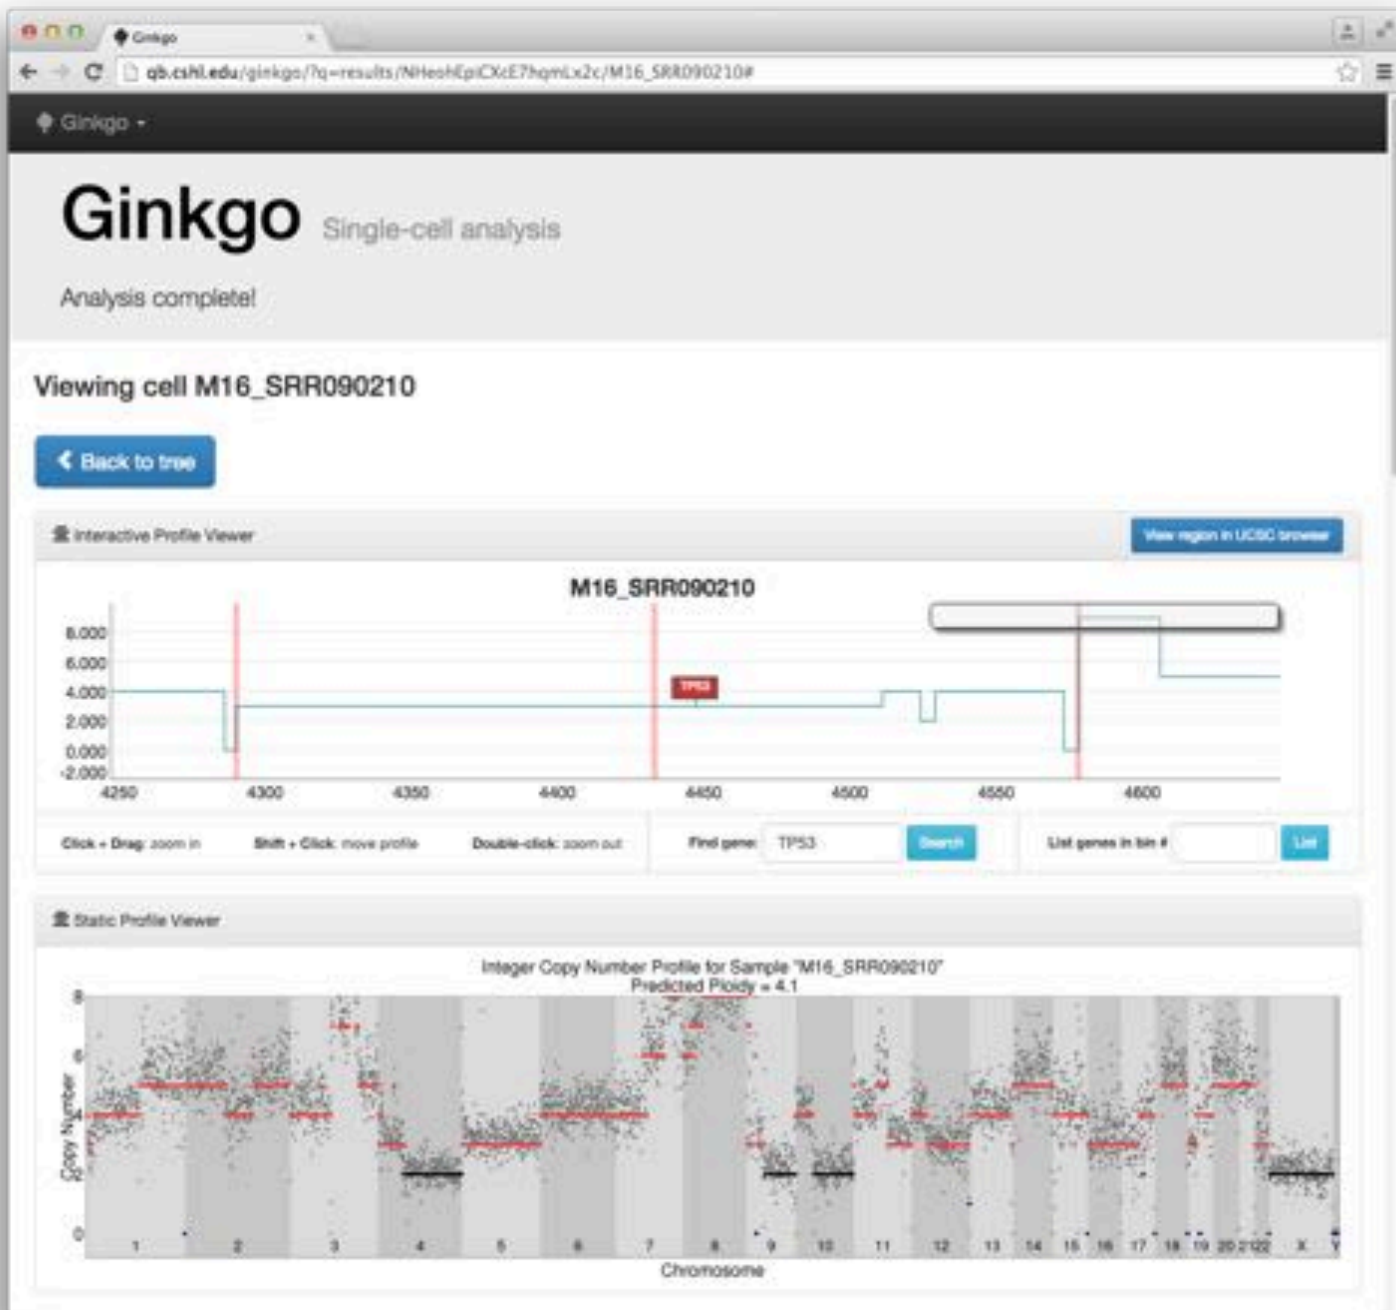 Ginkgo
qb.cshl.edu/ginkgo/?q=results/NHeohEpiCXcE7hqmLx2c/M16_SRR090210#
Ginkgo
Ginkgo Single-cell analysis
Analysis complete!
Viewing cell M16_SRR090210
Back to tree
Interactive Profile Viewer
View region in UCSC browser
M16_SRR090210
8.000
6.000
4.000
2.000
0.000
-2.000
TP53
4250 4300 4350 4400 4450 4500 4550 4600
Click + Drag: zoom in Shift + Click: move profile Double-click: zoom out Find gene: TP53 Search List genes in bin # List
Static Profile Viewer
Integer Copy Number Profile for Sample "M16_SRR090210"
Predicted Ploidy = 4.1
Copy Number
8
6
4
2
0
1 2 3 4 5 6 7 8 9 10 11 12 13 14 15 16 17 18 19 20 21 22 X Y
Chromosome